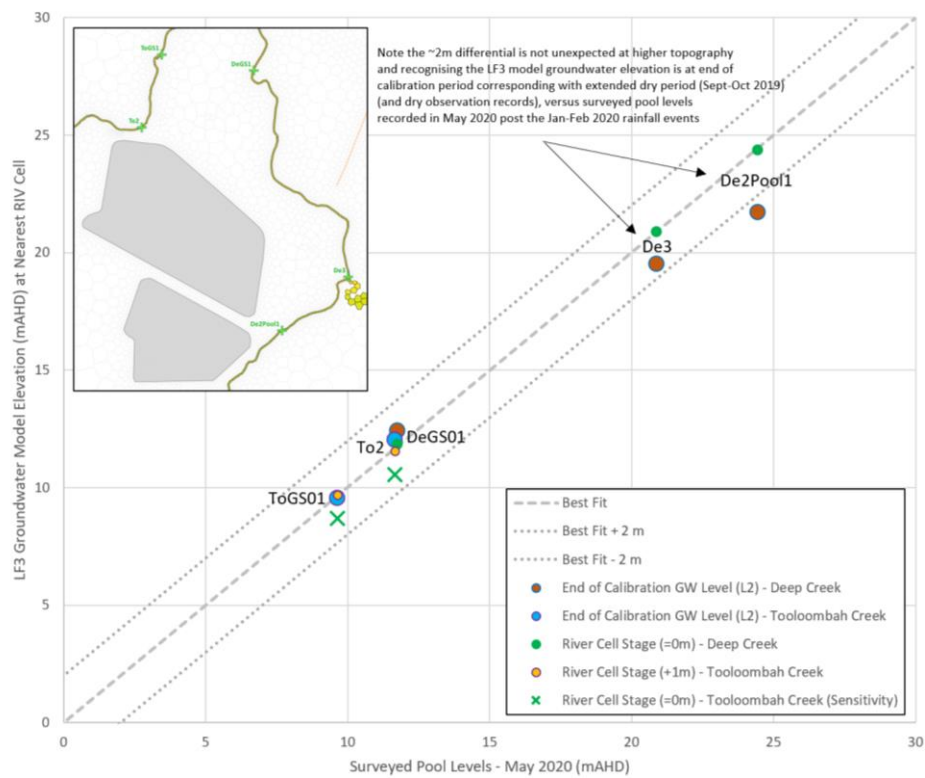 30
25
20
15
10
5
0
LF3 Groundwater Model Elevation (mAHD) at Nearest RIV Cell
ToGS1
DeGS1
To2
De3
De2Pool1
Note the ~2m differential is not unexpected at higher topography
and recognising the LF3 model groundwater elevation is at end of
calibration period corresponding with extended dry period (Sept-Oct 2019)
(and dry observation records), versus surveyed pool levels
recorded in May 2020 post the Jan-Feb 2020 rainfall events
De2Pool1
De3
DeGS01
To2
ToGS01
Best Fit
Best Fit + 2 m
Best Fit - 2 m
End of Calibration GW Level (L2) - Deep Creek
End of Calibration GW Level (L2) - Tooloombah Creek
River Cell Stage (=0m) - Deep Creek
River Cell Stage (+1m) - Tooloombah Creek
River Cell Stage (=0m) - Tooloombah Creek (Sensitivity)
0 5 10 15 20 25 30
Surveyed Pool Levels - May 2020 (mAHD)